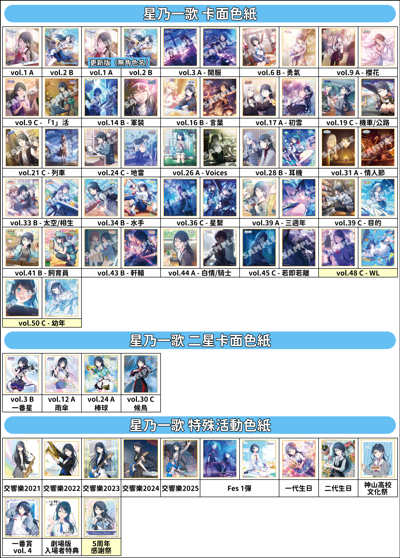 星乃一歌 卡面色紙
更新版（無角色名）
vol.1 A
vol.2 B
vol.1 A
vol.2 B
vol.3 A - 閒服
vol.6 B - 勇氣
vol.9 A - 櫻花
vol.9 C - 「1」活
vol.14 B - 軍裝
vol.16 B - 言葉
vol.17 A - 初雪
vol.19 C - 機車/公路
vol.21 C - 列車
vol.24 C - 地雷
vol.26 A - Voices
vol.28 B - 耳機
vol.31 A - 情人節
vol.33 B - 太空/相生
vol.34 B - 水手
vol.36 C - 星繫
vol.39 A - 三週年
vol.39 C - 目的
vol.41 B - 飼育員
vol.43 B - 軒轅
vol.44 A - 白情/騎士
vol.45 C - 若即若離
vol.48 C - WL
vol.50 C - 幼年
星乃一歌 二星卡面色紙
vol.3 B
一番星
vol.12 A
雨傘
vol.24 A
棒球
vol.30 C
候鳥
星乃一歌 特殊活動色紙
交響樂2021
交響樂2022
交響樂2023
交響樂2024
交響樂2025
Fes 1彈
一代生日
二代生日
神山高校
文化祭
一番賞
vol. 4
劇場版
入場者特典
5周年
感謝祭